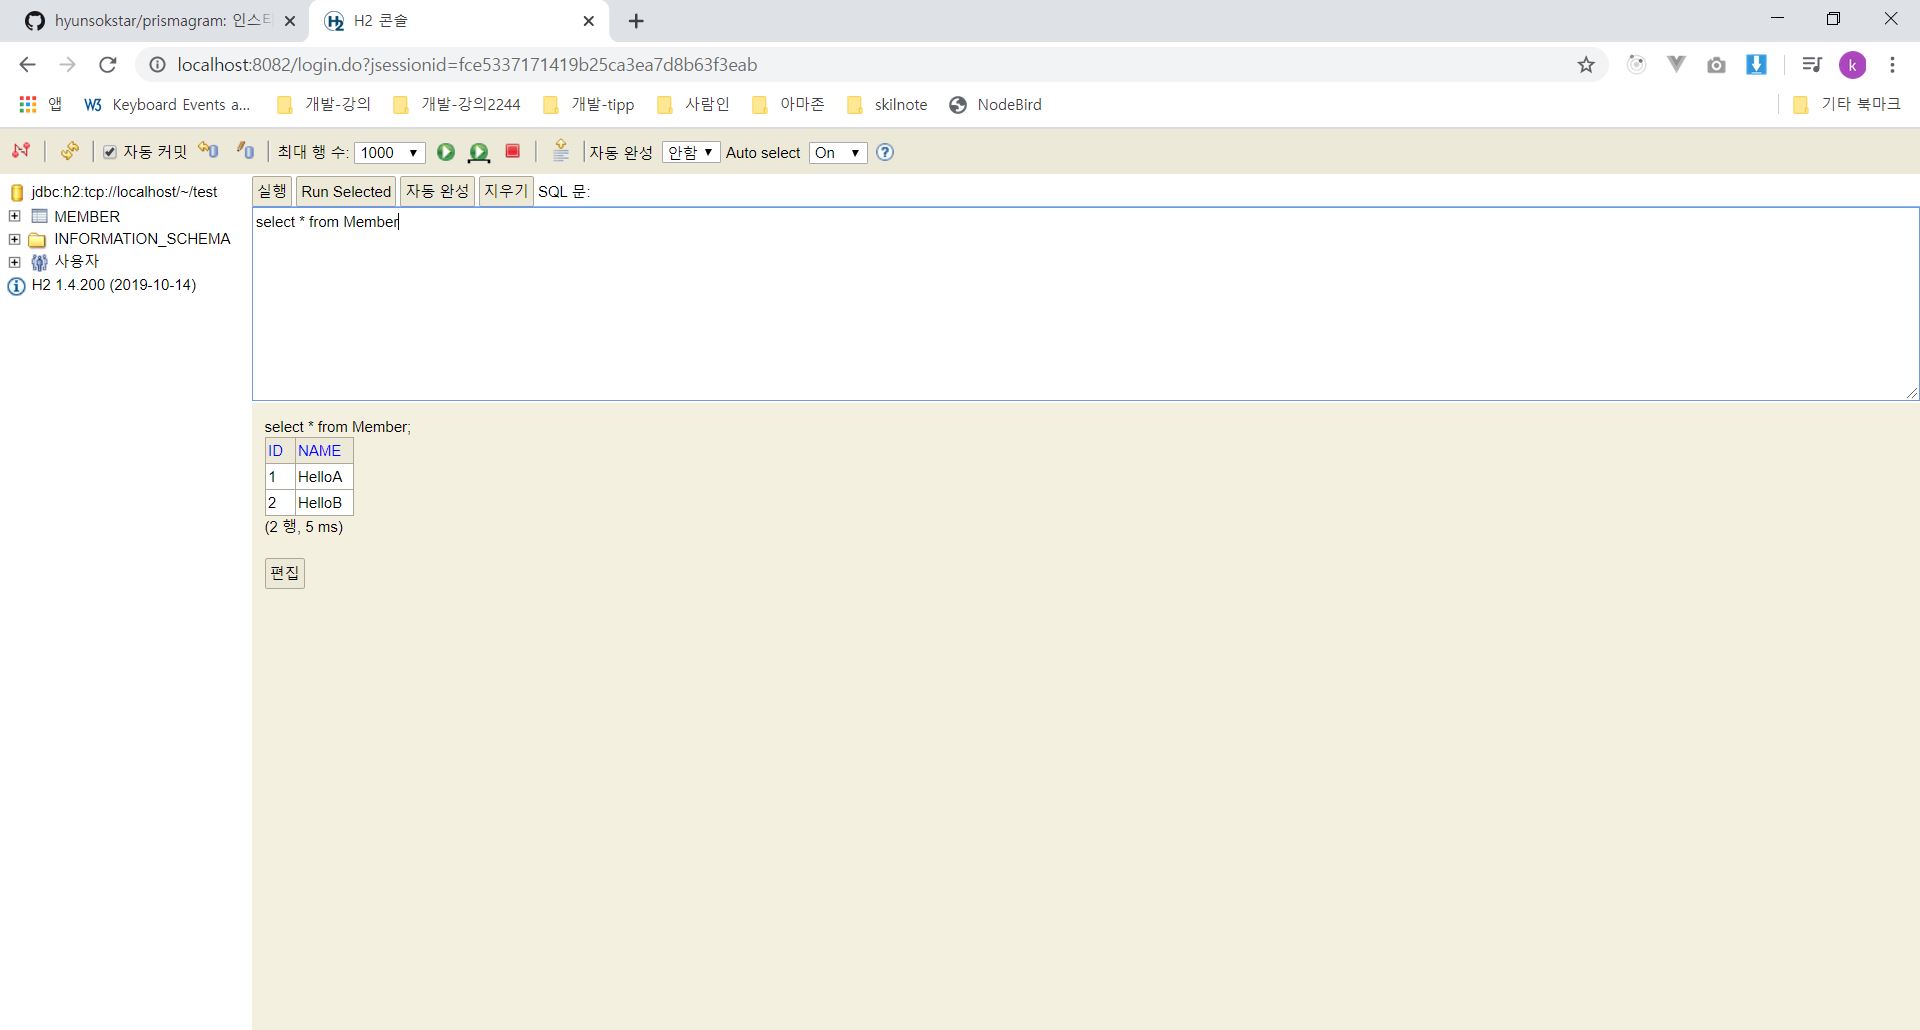 hyunsokstar/prismagram: 인스타
H2 콘솔
localhost:8082/login.do?jsessionid=fce5337171419b25ca3ea7d8b63f3eab
앱
W3 Keyboard Events a...
개발-강의
개발-강의2244
개발-tipp
사람인
아마존
skilnote
NodeBird
기타 북마크
k
자동 커밋
최대 행 수: 1000
자동 완성 안함
Auto select On
jdbc:h2:tcp://localhost/~/test
MEMBER
INFORMATION_SCHEMA
사용자
H2 1.4.200 (2019-10-14)
실행 Run Selected 자동 완성 지우기 SQL 문:
select * from Member
select * from Member;
ID NAME
1 HelloA
2 HelloB
(2 행, 5 ms)
편집